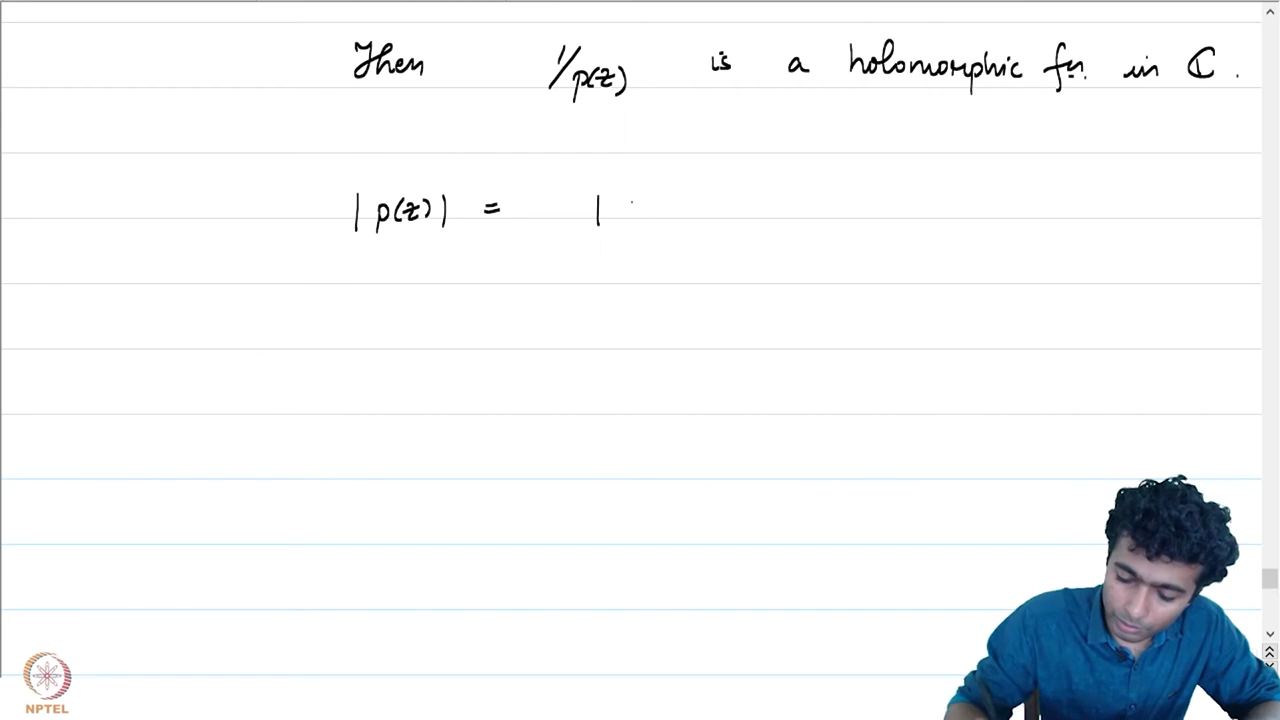 Then 1/p(z) is a holomorphic fn. in ℂ.
|p(z)| = |
NPTEL